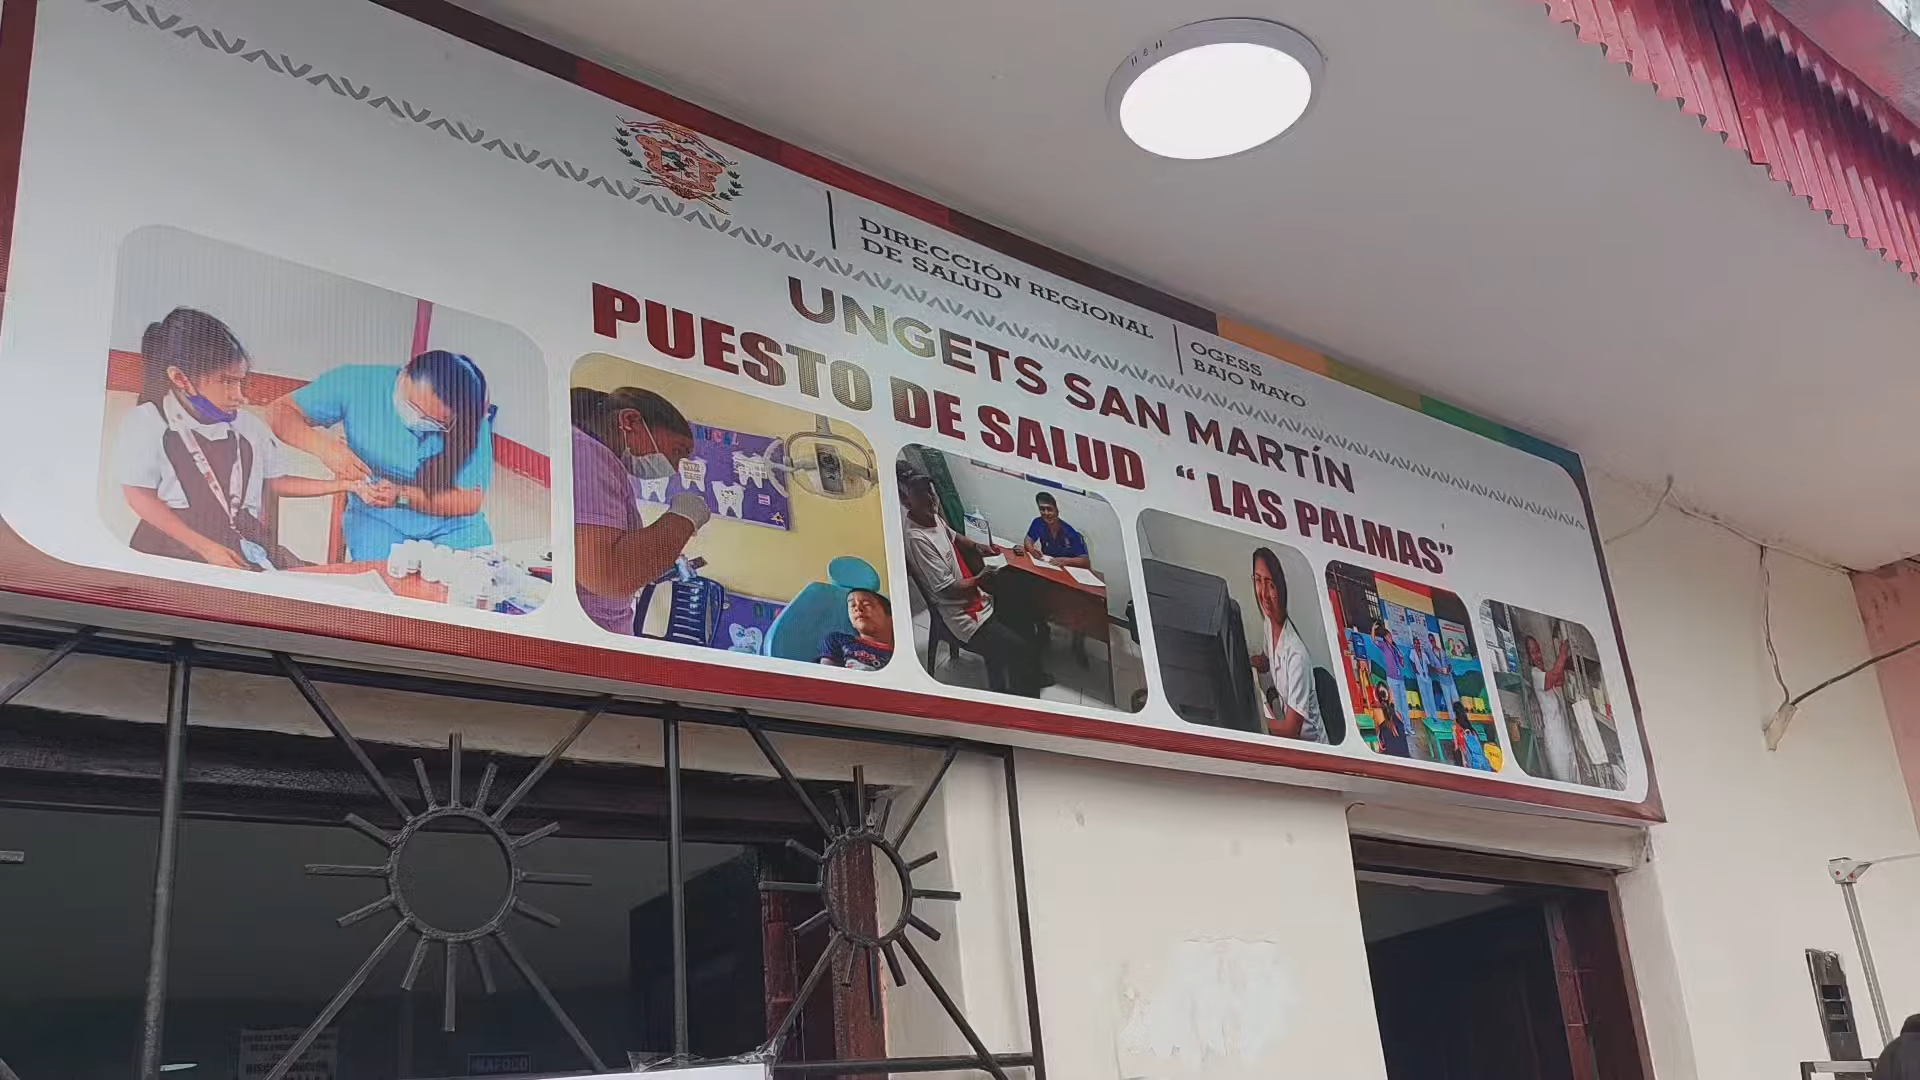 DIRECCIÓN REGIONAL
DE SALUD
OGESS
BAJO MAYO
UNGETS SAN MARTÍN
PUESTO DE SALUD “ LAS PALMAS”